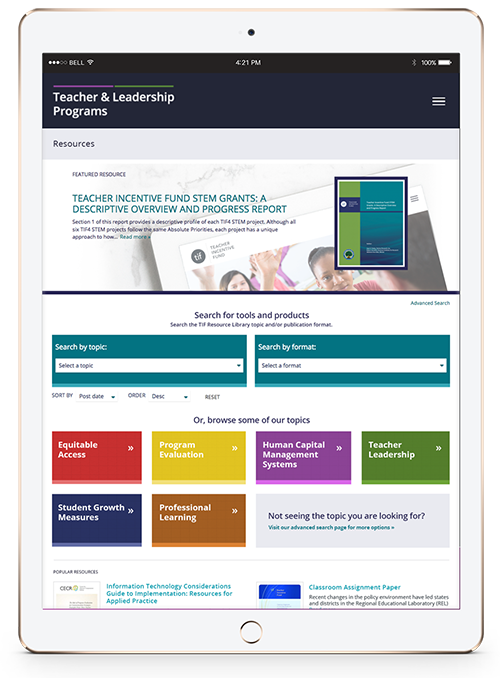 BELL
4:21 PM
100%
Teacher & Leadership
Programs
Resources
FEATURED RESOURCE
TEACHER INCENTIVE FUND STEM GRANTS: A
DESCRIPTIVE OVERVIEW AND PROGRESS REPORT
Section 1 of this report provides a descriptive profile of each TIF4 STEM project. Although all
six TIF4 STEM projects follow the same Absolute Priorities, each project has a unique
approach to how... Read more »
tif
TEACHER
INCENTIVE
FUND
Advanced Search
Search for tools and products
Search the TIF Resource Library topic and/or publication format.
Search by topic:
Select a topic
Search by format:
Select a format
SORT BY Post date ORDER Desc RESET
Or, browse some of our topics
Equitable
Access »
Program
Evaluation »
Human Capital
Management
Systems »
Teacher
Leadership »
Student Growth
Measures »
Professional
Learning »
Not seeing the topic you are looking for?
Visit our advanced search page for more options »
POPULAR RESOURCES
CECR
Information Technology Considerations
Guide to Implementation: Resources for
Applied Practice
Classroom Assignment Paper
Recent changes in the policy environment have led states
and districts in the Regional Educational Laboratory (REL)